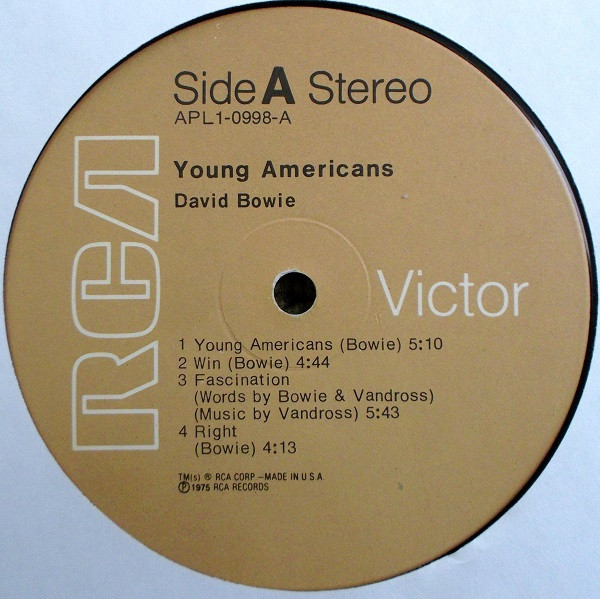 Side A Stereo
APL1-0998-A
Young Americans
David Bowie
RCA
Victor
1 Young Americans (Bowie) 5:10
2 Win (Bowie) 4:44
3 Fascination
(Words by Bowie & Vandross)
(Music by Vandross) 5:43
4 Right
(Bowie) 4:13
TM(s) ® RCA CORP.–MADE IN U.S.A.
℗ 1975 RCA RECORDS